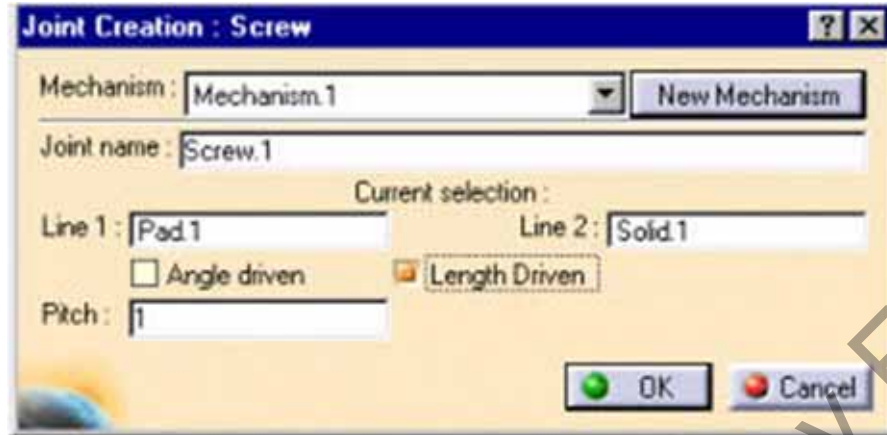 Joint Creation : Screw
Mechanism : Mechanism.1 New Mechanism
Joint name : Screw.1
Current selection :
Line 1 : Pad.1 Line 2 : Solid.1
Angle driven Length Driven
Pitch : 1
OK Cancel